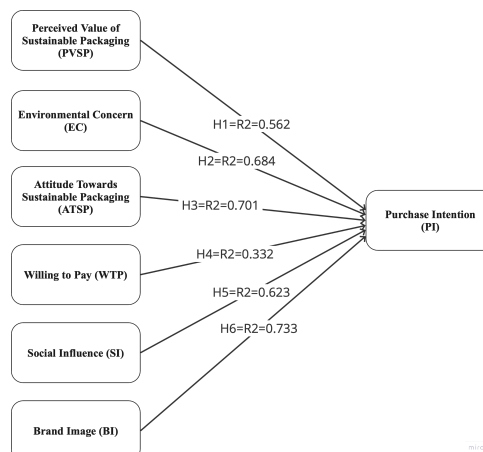 Perceived Value of
Sustainable Packaging
(PVSP)
H1=R2=0.562
Environmental Concern
(EC)
H2=R2=0.684
Attitude Towards
Sustainable Packaging
(ATSP)
H3=R2=0.701
Purchase Intention
(PI)
Willing to Pay (WTP)
H4=R2=0.332
H5=R2=0.623
Social Influence (SI)
H6=R2=0.733
Brand Image (BI)